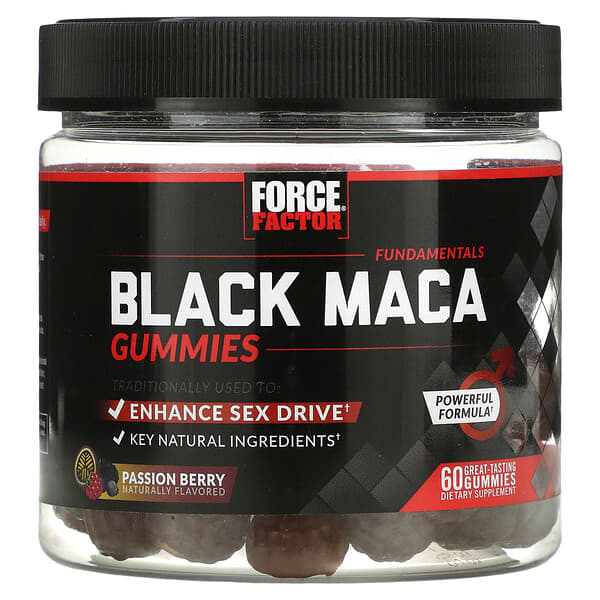 FORCE
FACTOR®
FUNDAMENTALS
BLACK MACA
GUMMIES
TRADITIONALLY USED TO:
✓ ENHANCE SEX DRIVE†
✓ KEY NATURAL INGREDIENTS†
POWERFUL
FORMULA†
PASSION BERRY
NATURALLY FLAVORED
60 GREAT-TASTING
GUMMIES
DIETARY SUPPLEMENT